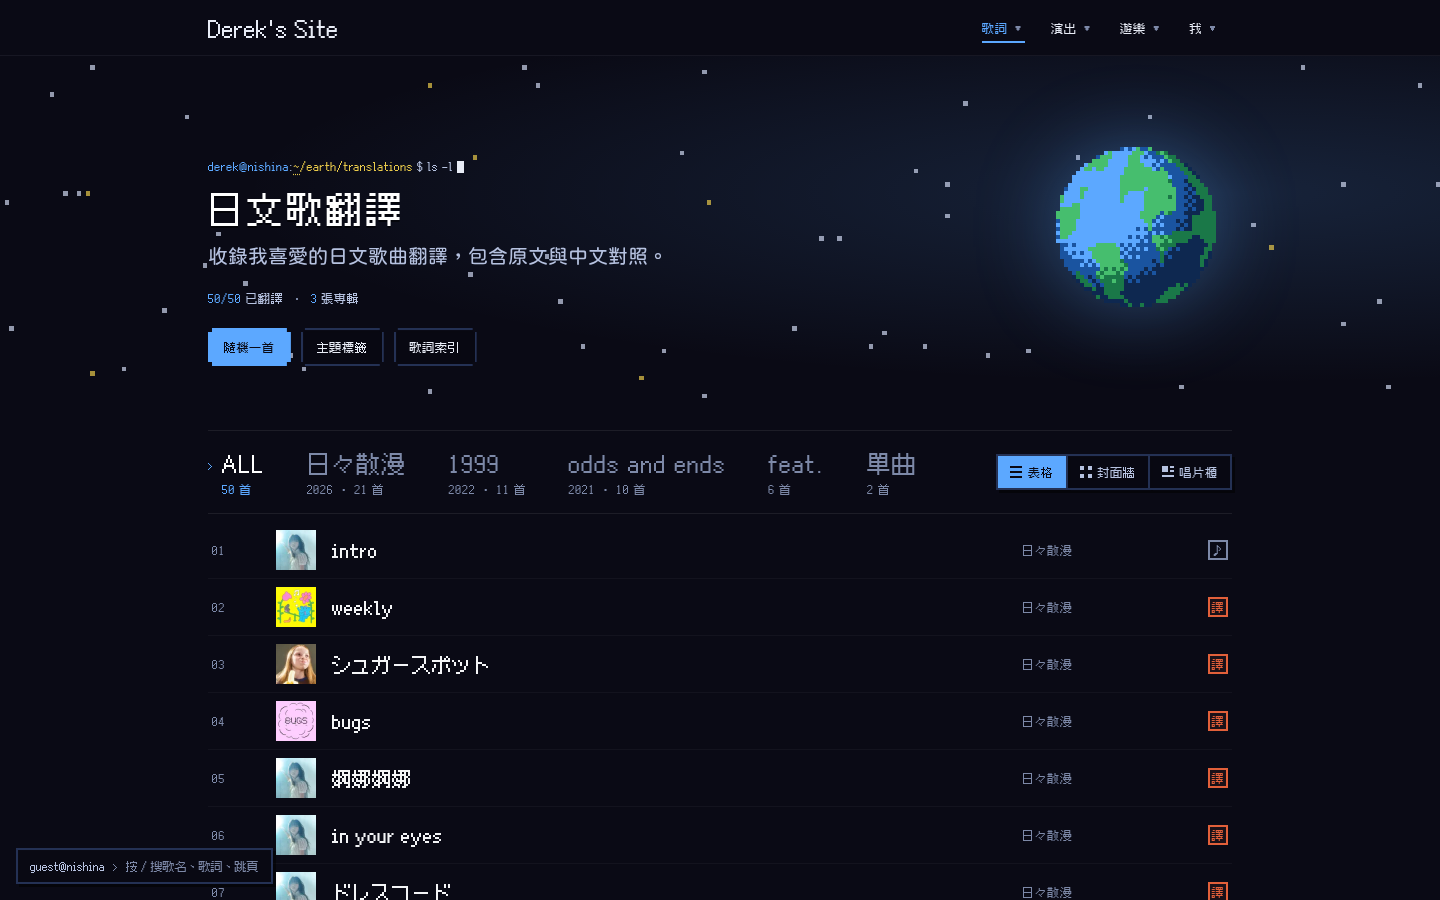 Derek's Site
歌詞 ▼ 演出 ▼ 遊樂 ▼ 我 ▼
derek@nishina:~/earth/translations $ ls -l
日文歌翻譯
收錄我喜愛的日文歌曲翻譯，包含原文與中文對照。
50/50 已翻譯 · 3 張專輯
隨機一首 主題標籤 歌詞索引
› ALL 日々散漫 1999 odds and ends feat. 單曲
50 首 2026 · 21 首 2022 · 11 首 2021 · 10 首 6 首 2 首
表格 封面牆 唱片櫃
01 intro 日々散漫 ♪
02 weekly 日々散漫 譯
03 シュガースポット 日々散漫 譯
04 BUGS bugs 日々散漫 譯
05 婀娜婀娜 日々散漫 譯
06 in your eyes 日々散漫 譯
guest@nishina › 按 / 搜歌名、歌詞、跳頁
07 ドレスコード 日々散漫 譯